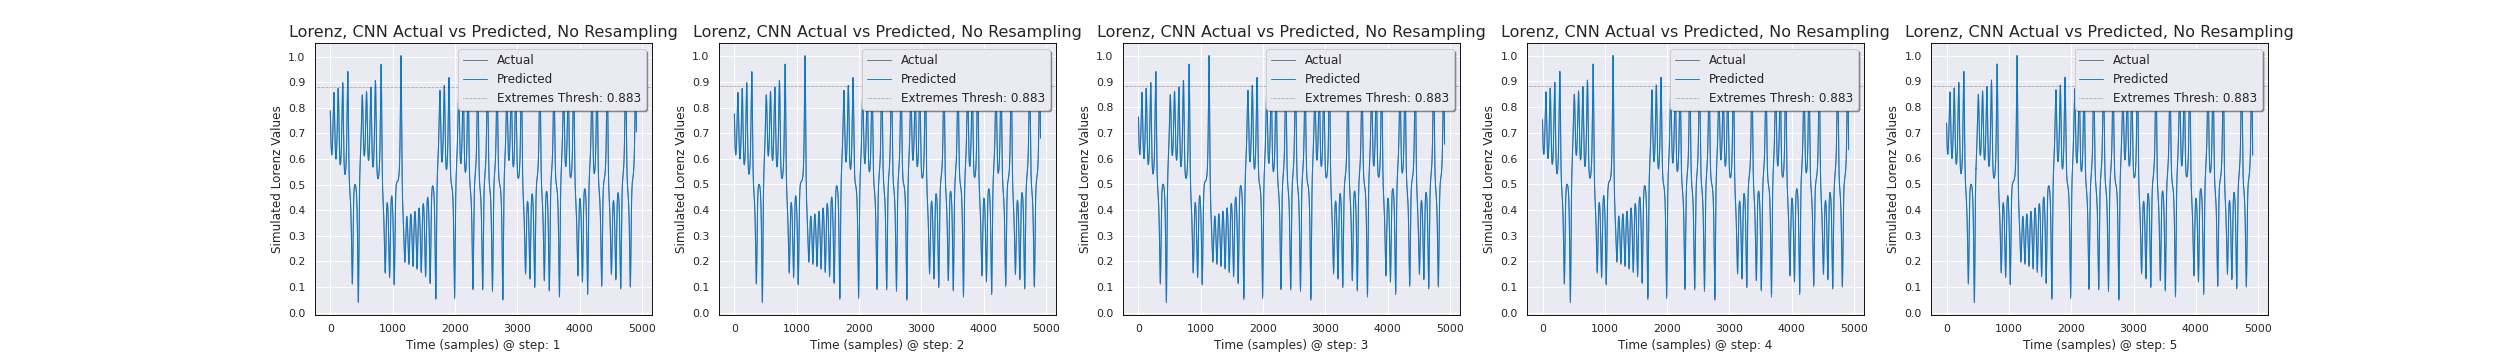 Lorenz, CNN Actual vs Predicted, No Resampling
Simulated Lorenz Values
1.0
0.9
0.8
0.7
0.6
0.5
0.4
0.3
0.2
0.1
0.0
Actual
Predicted
Extremes Thresh: 0.883
0 1000 2000 3000 4000 5000
Time (samples) @ step: 1
Lorenz, CNN Actual vs Predicted, No Resampling
Simulated Lorenz Values
1.0
0.9
0.8
0.7
0.6
0.5
0.4
0.3
0.2
0.1
0.0
Actual
Predicted
Extremes Thresh: 0.883
0 1000 2000 3000 4000 5000
Time (samples) @ step: 2
Lorenz, CNN Actual vs Predicted, No Resampling
Simulated Lorenz Values
1.0
0.9
0.8
0.7
0.6
0.5
0.4
0.3
0.2
0.1
0.0
Actual
Predicted
Extremes Thresh: 0.883
0 1000 2000 3000 4000 5000
Time (samples) @ step: 3
Lorenz, CNN Actual vs Predicted, No Resampling
Simulated Lorenz Values
1.0
0.9
0.8
0.7
0.6
0.5
0.4
0.3
0.2
0.1
0.0
Actual
Predicted
Extremes Thresh: 0.883
0 1000 2000 3000 4000 5000
Time (samples) @ step: 4
Lorenz, CNN Actual vs Predicted, No Resampling
Simulated Lorenz Values
1.0
0.9
0.8
0.7
0.6
0.5
0.4
0.3
0.2
0.1
0.0
Actual
Predicted
Extremes Thresh: 0.883
0 1000 2000 3000 4000 5000
Time (samples) @ step: 5